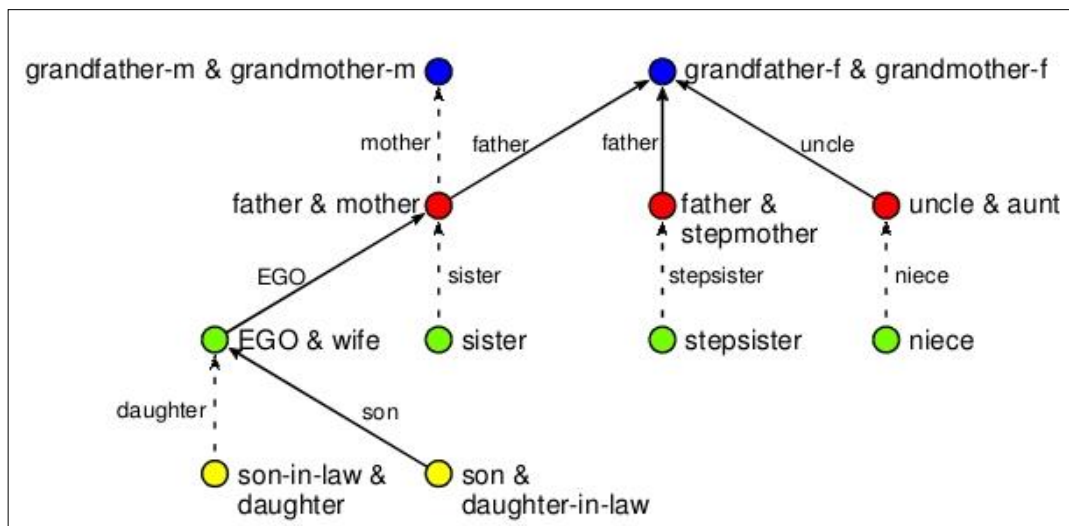 grandfather-m & grandmother-m
grandfather-f & grandmother-f
mother
father
father
uncle
father & mother
father &
stepmother
uncle & aunt
EGO
sister
stepsister
niece
EGO & wife
sister
stepsister
niece
daughter
son
son-in-law &
daughter
son &
daughter-in-law